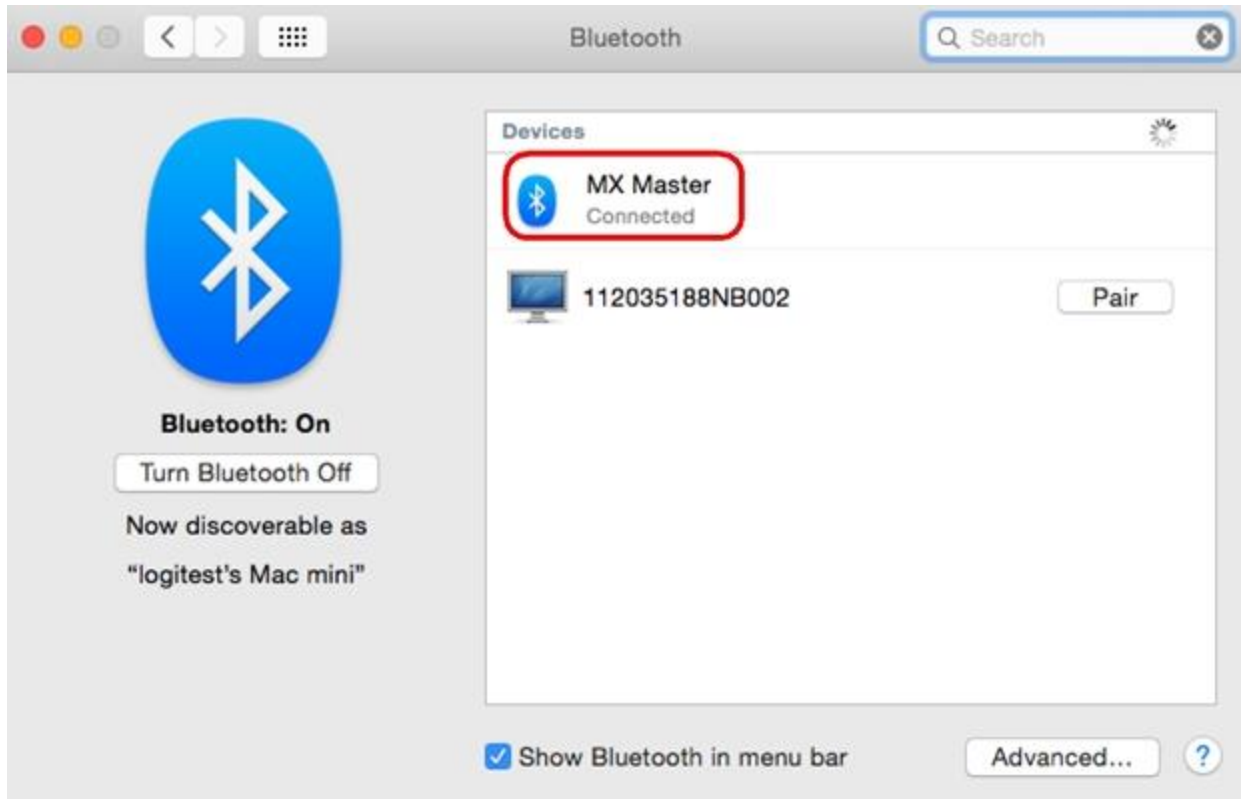 Bluetooth
Search
Devices
MX Master
Connected
112035188NB002
Pair
Bluetooth: On
Turn Bluetooth Off
Now discoverable as
“logitest's Mac mini”
Show Bluetooth in menu bar
Advanced...
?